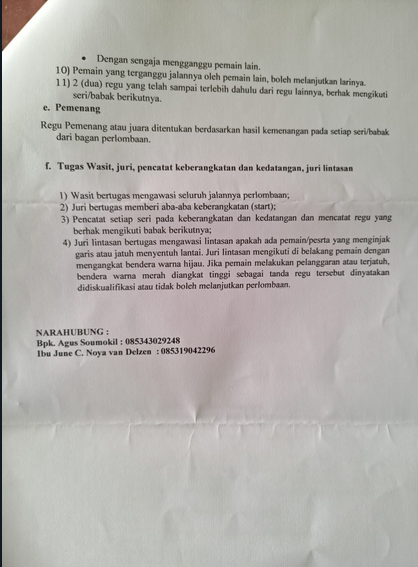 • Dengan sengaja mengganggu pemain lain.
10) Pemain yang terganggu jalannya oleh pemain lain, boleh melanjutkan larinya.
11) 2 (dua) regu yang telah sampai terlebih dahulu dari regu lainnya, berhak mengikuti
seri/babak berikutnya.
e. Pemenang
Regu Pemenang atau juara ditentukan berdasarkan hasil kemenangan pada setiap seri/babak
dari bagan perlombaan.
f. Tugas Wasit, juri, pencatat keberangkatan dan kedatangan, juri lintasan
1) Wasit bertugas mengawasi seluruh jalannya perlombaan;
2) Juri bertugas memberi aba-aba keberangkatan (start);
3) Pencatat setiap seri pada keberangkatan dan kedatangan dan mencatat regu yang
berhak mengikuti babak berikutnya;
4) Juri lintasan bertugas mengawasi lintasan apakah ada pemain/pesrta yang menginjak
garis atau jatuh menyentuh lantai. Juri lintasan mengikuti di belakang pemain dengan
mengangkat bendera warna hijau. Jika pemain melakukan pelanggaran atau terjatuh,
bendera warna merah diangkat tinggi sebagai tanda regu tersebut dinyatakan
didiskualifikasi atau tidak boleh melanjutkan perlombaan.
NARAHUBUNG :
Bpk. Agus Soumokil : 085343029248
Ibu June C. Noya van Delzen : 085319042296